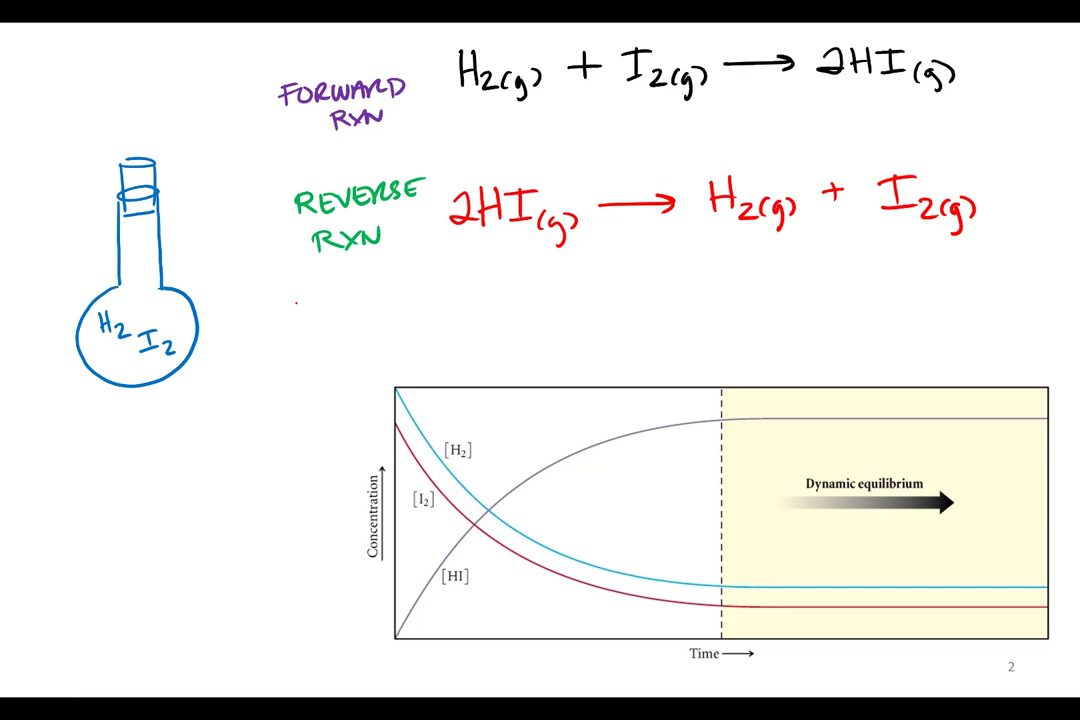 FORWARD RXN
H₂(g) + I₂(g) ⟶ 2HI(g)
REVERSE RXN
2HI(g) ⟶ H₂(g) + I₂(g)
H₂
I₂
[H₂]
[I₂]
[HI]
Dynamic equilibrium
Concentration ⟶
Time ⟶
2